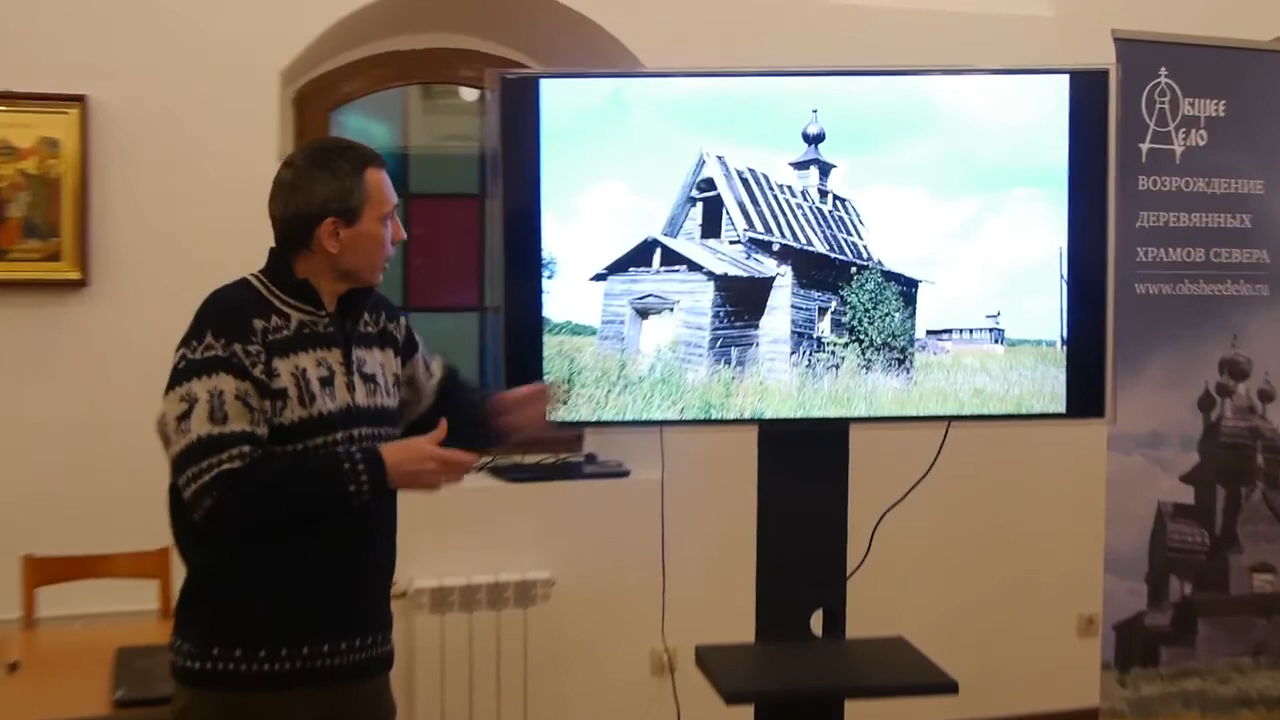 Общее
Дело
ВОЗРОЖДЕНИЕ
ДЕРЕВЯННЫХ
ХРАМОВ СЕВЕРА
www.obsheedelo.ru